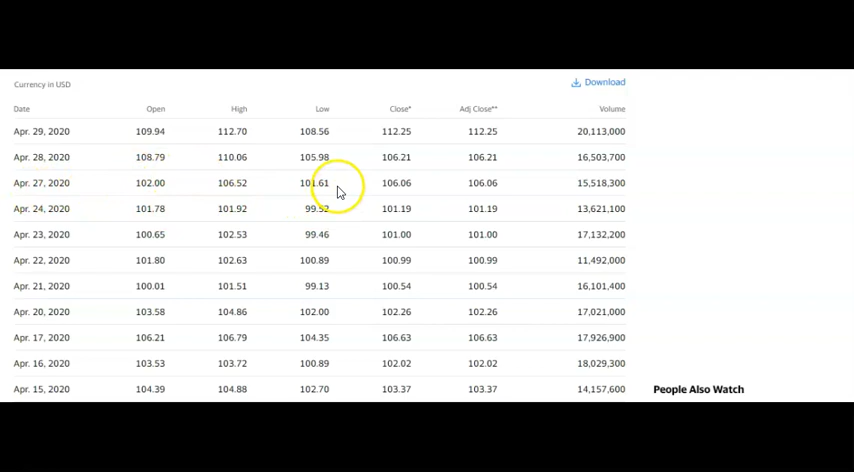 Currency in USD Download
Date Open High Low Close* Adj Close** Volume
Apr. 29, 2020 109.94 112.70 108.56 112.25 112.25 20,113,000
Apr. 28, 2020 108.79 110.06 105.98 106.21 106.21 16,503,700
Apr. 27, 2020 102.00 106.52 101.61 106.06 106.06 15,518,300
Apr. 24, 2020 101.78 101.92 99.52 101.19 101.19 13,621,100
Apr. 23, 2020 100.65 102.53 99.46 101.00 101.00 17,132,200
Apr. 22, 2020 101.80 102.63 100.89 100.99 100.99 11,492,000
Apr. 21, 2020 100.01 101.51 99.13 100.54 100.54 16,101,400
Apr. 20, 2020 103.58 104.86 102.00 102.26 102.26 17,021,000
Apr. 17, 2020 106.21 106.79 104.35 106.63 106.63 17,926,900
Apr. 16, 2020 103.53 103.72 100.89 102.02 102.02 18,029,300
Apr. 15, 2020 104.39 104.88 102.70 103.37 103.37 14,157,600 People Also Watch